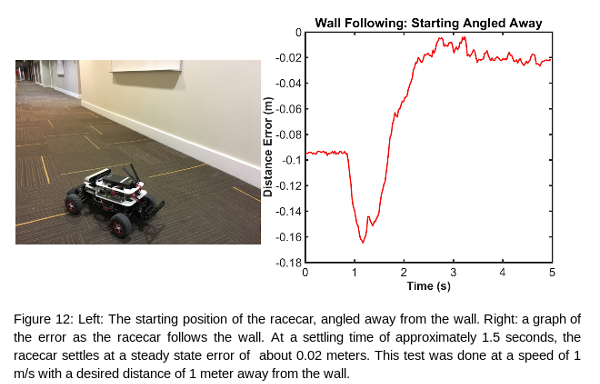 Wall Following: Starting Angled Away
0
-0.02
-0.04
-0.06
-0.08
-0.1
-0.12
-0.14
-0.16
-0.18
Distance Error (m)
0 1 2 3 4 5
Time (s)
Figure 12: Left: The starting position of the racecar, angled away from the wall. Right: a graph of
the error as the racecar follows the wall. At a settling time of approximately 1.5 seconds, the
racecar settles at a steady state error of about 0.02 meters. This test was done at a speed of 1
m/s with a desired distance of 1 meter away from the wall.